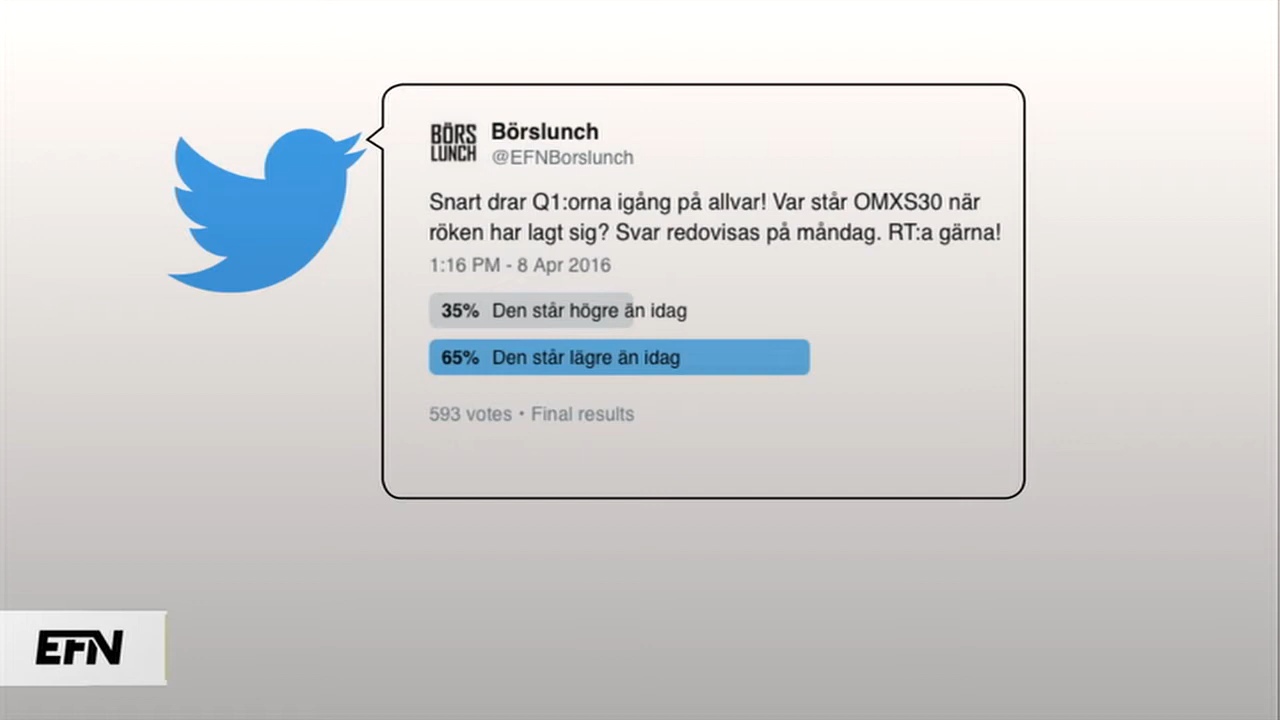 BÖRS
LUNCH
Börslunch
@EFNBorslunch
Snart drar Q1:orna igång på allvar! Var står OMXS30 när
röken har lagt sig? Svar redovisas på måndag. RT:a gärna!
1:16 PM - 8 Apr 2016
35% Den står högre än idag
65% Den står lägre än idag
593 votes • Final results
EFN